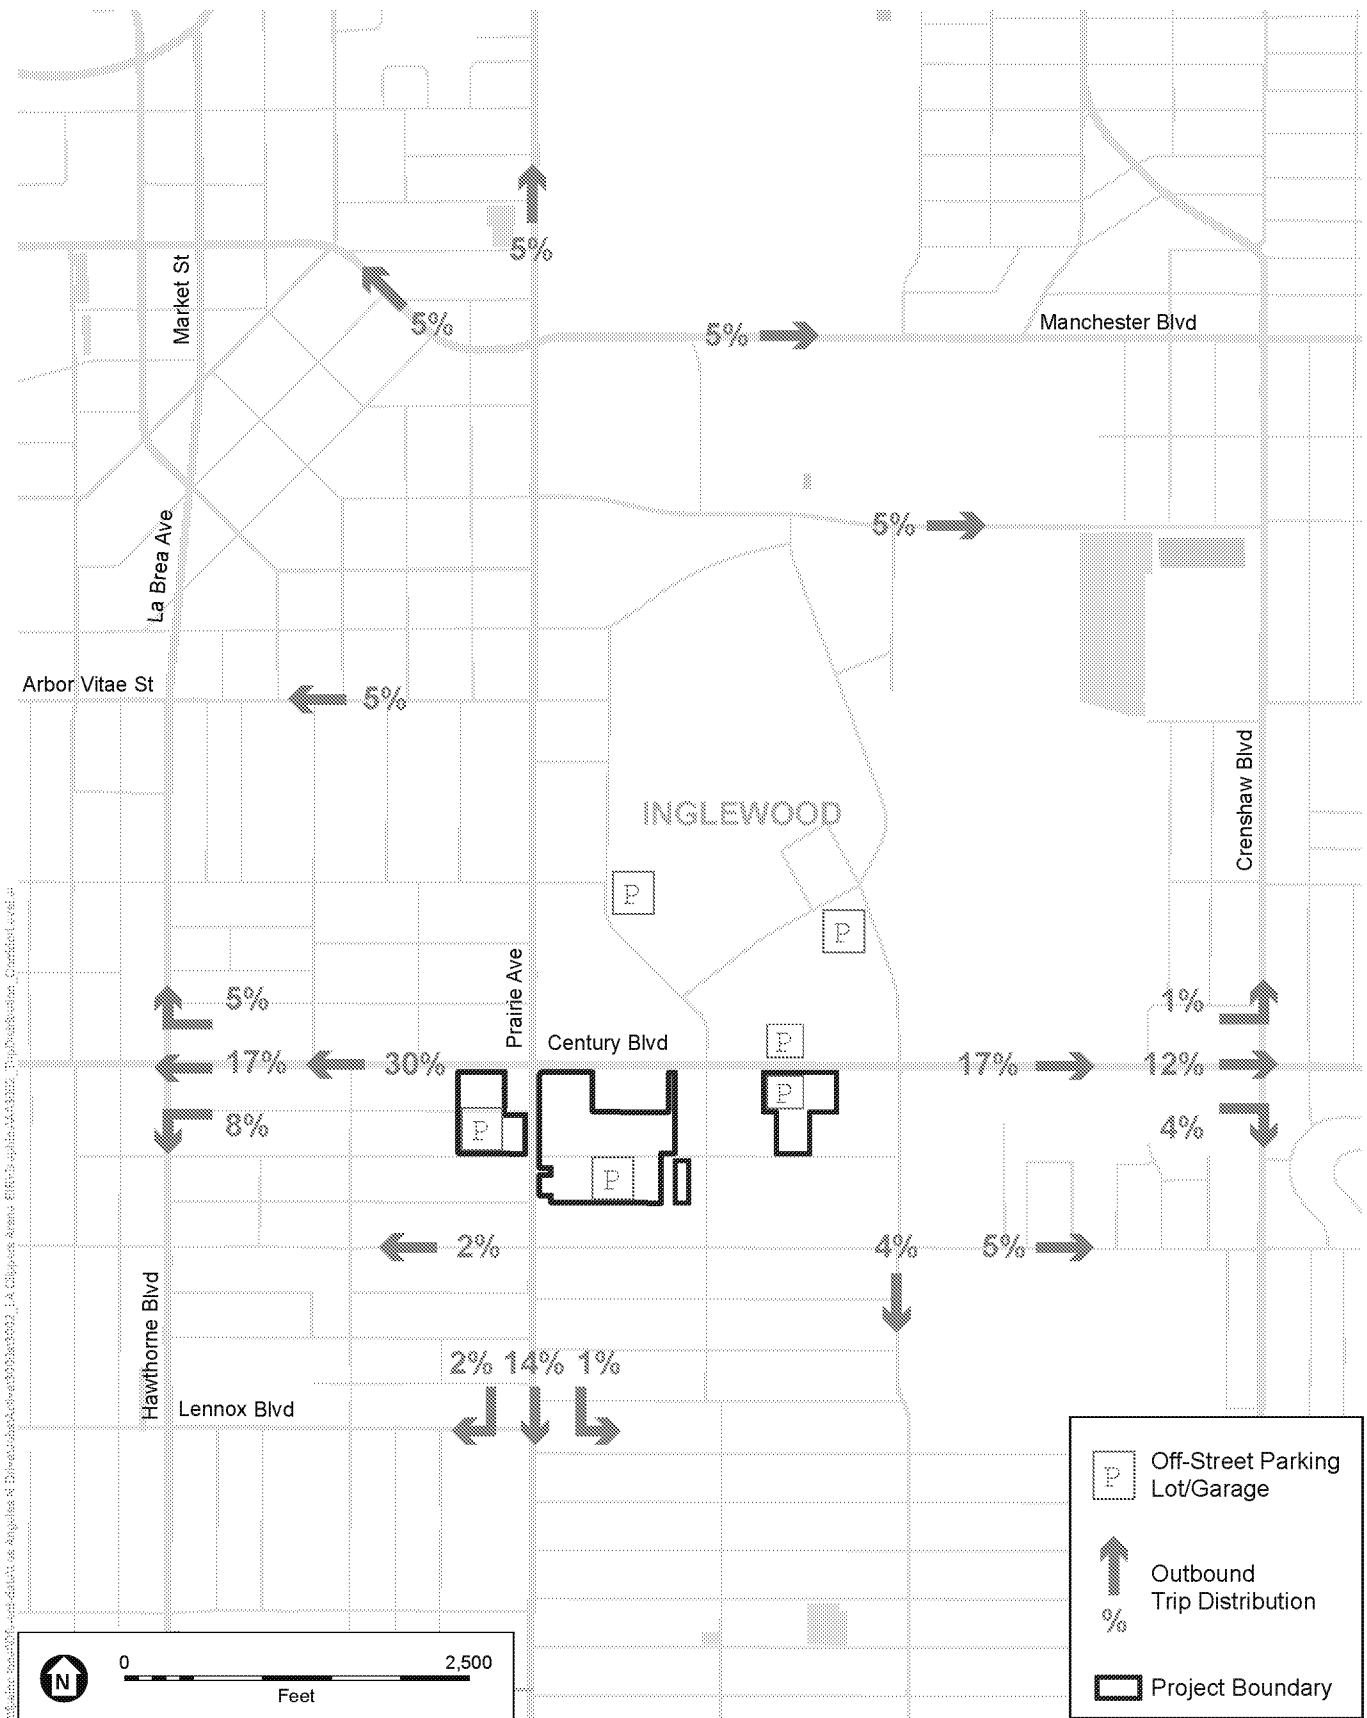 5%
Market St
5%
5%
Manchester Blvd
La Brea Ave
5%
Arbor Vitae St
5%
Crenshaw Blvd
INGLEWOOD
P
P
Prairie Ave
5%
1%
P
Century Blvd
17%
30%
17%
12%
P
8%
P
4%
P
2%
4%
5%
Hawthorne Blvd
2% 14% 1%
Lennox Blvd
P
Off-Street Parking
Lot/Garage
Outbound
Trip Distribution
%
Project Boundary
N
0
2,500
Feet